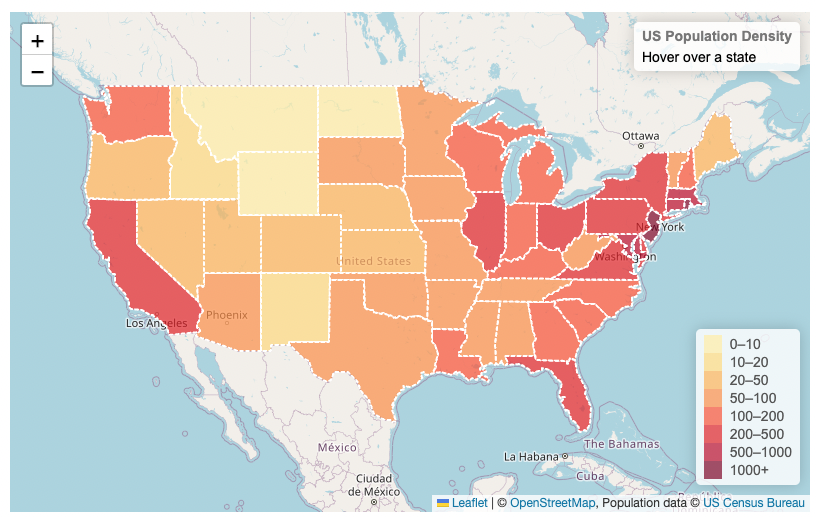 +
−
US Population Density
Hover over a state
Ottawa
New York
Washington
United States
Phoenix
Los Angeles
0–10
10–20
20–50
50–100
100–200
200–500
500–1000
1000+
The Bahamas
México
La Habana
Cuba
Ciudad
de México
Leaflet | © OpenStreetMap, Population data © US Census Bureau